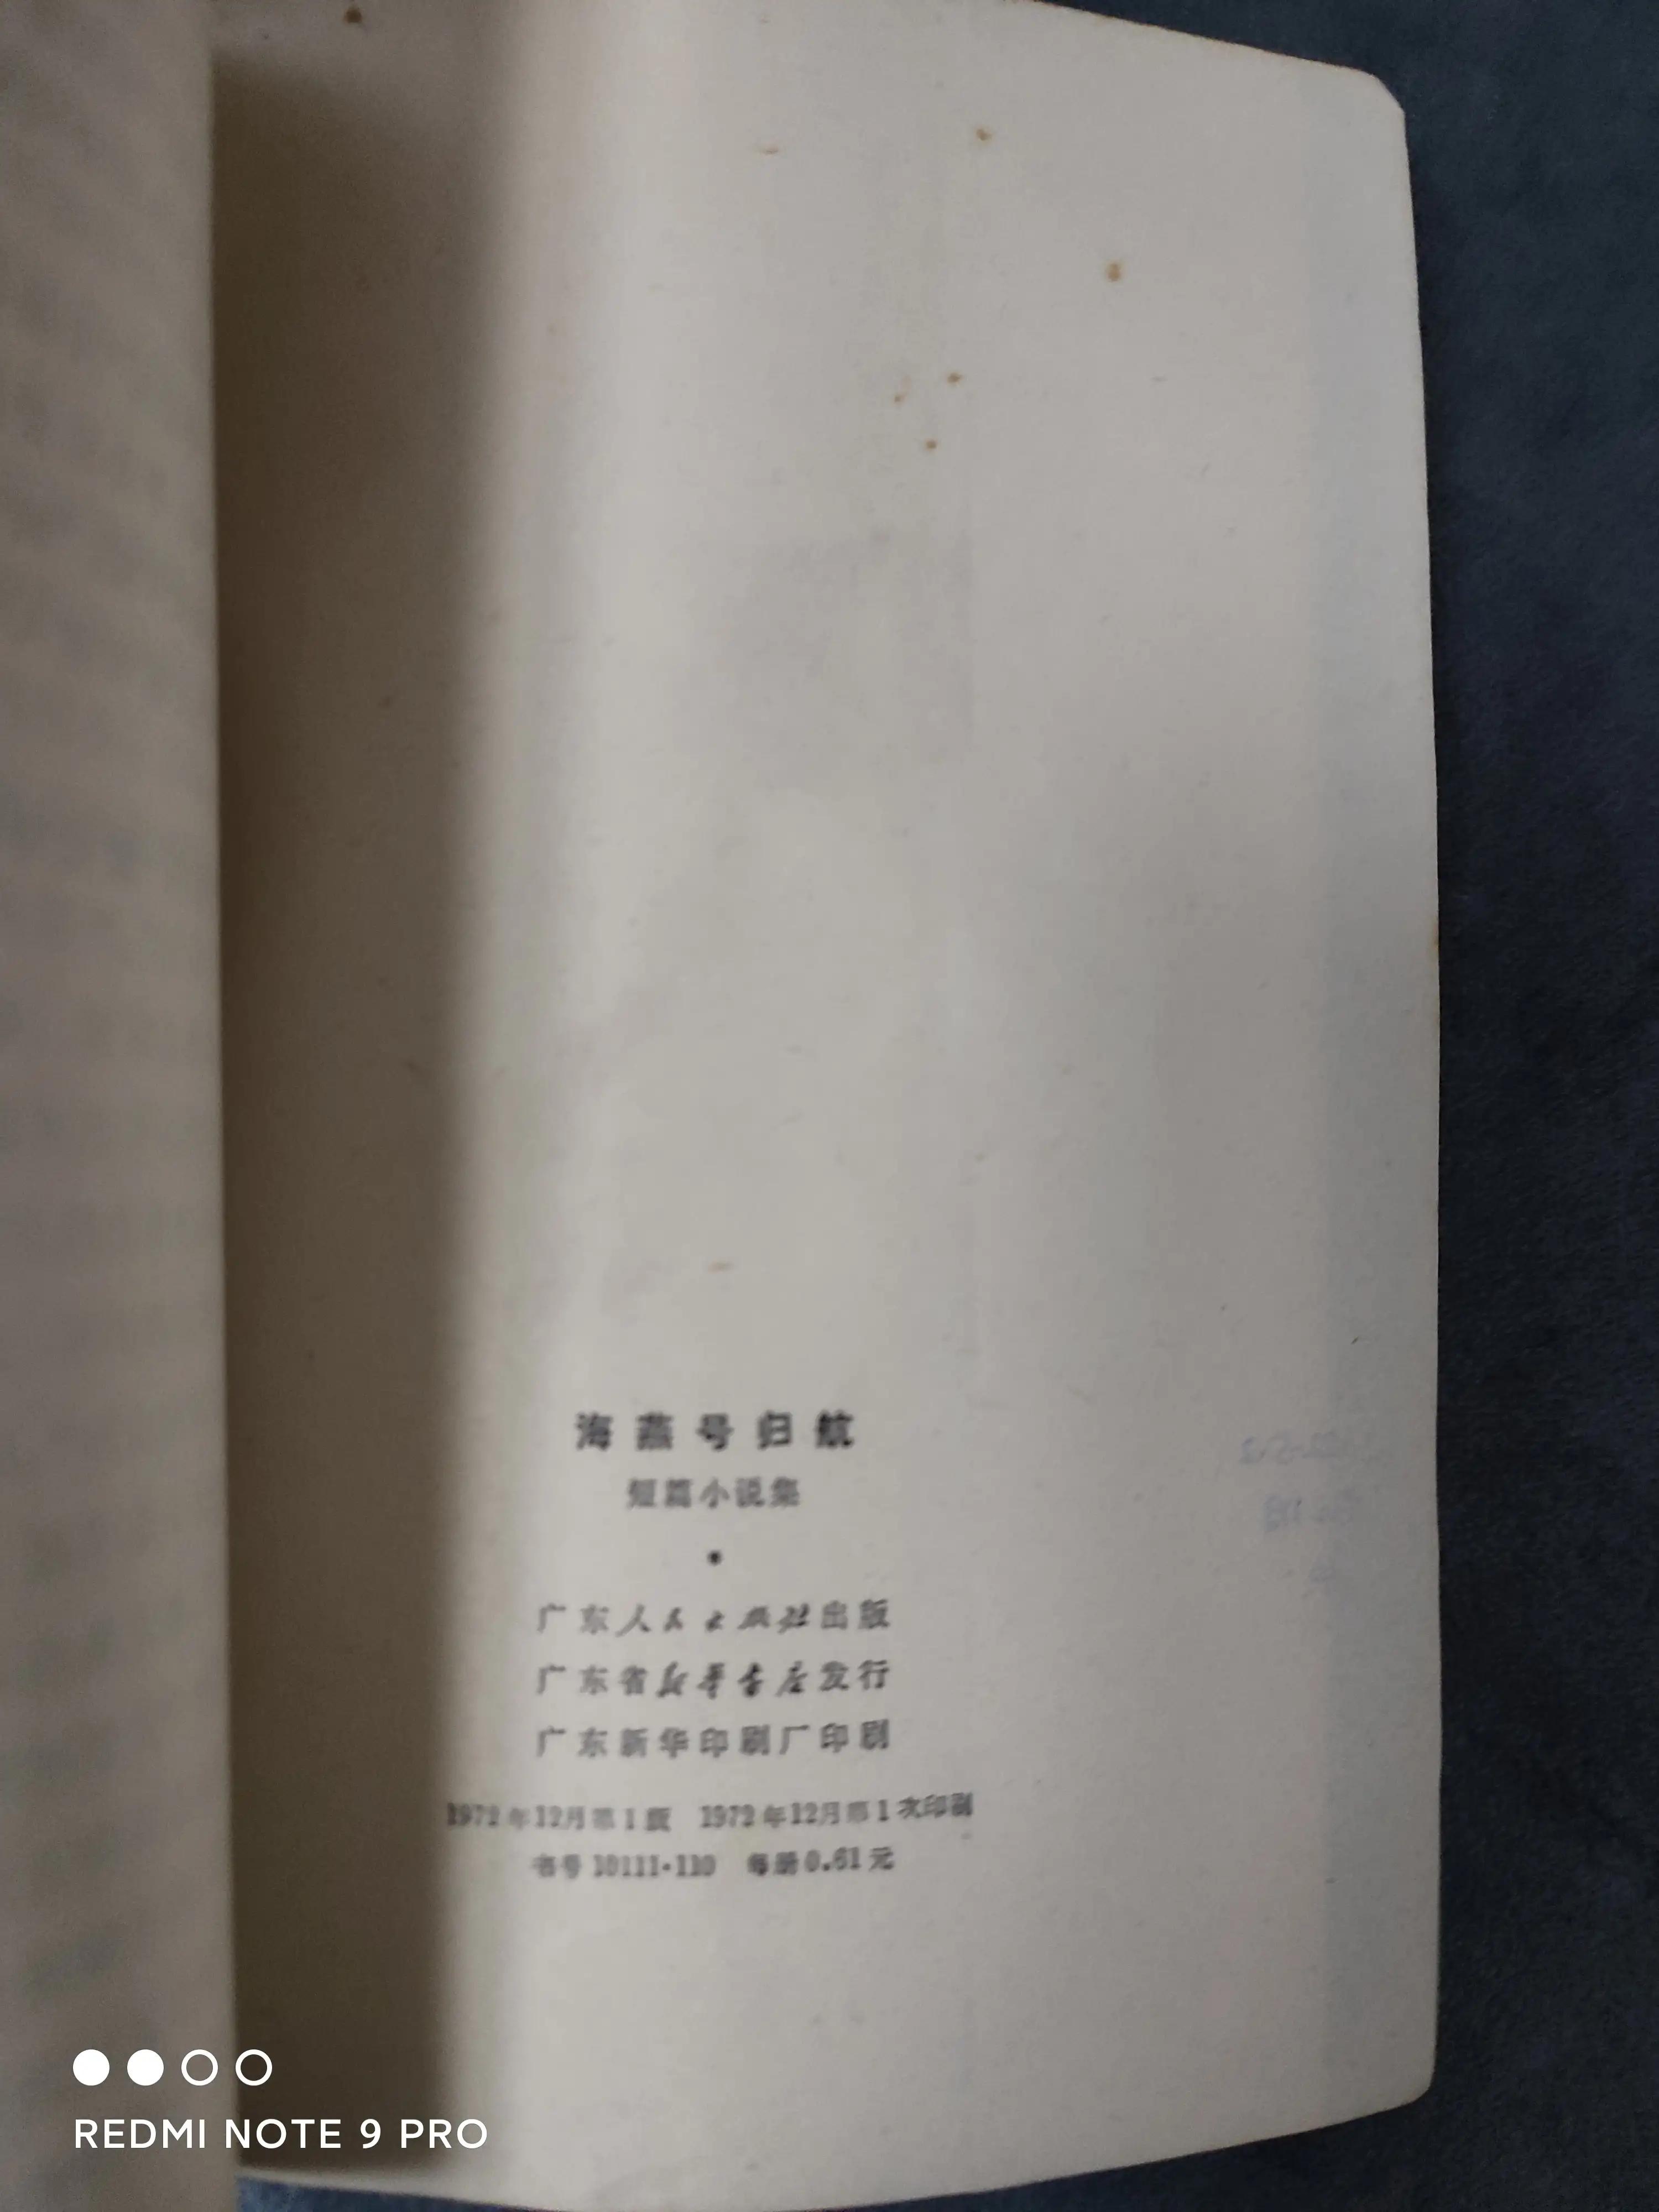 海燕号归航
短篇小说集
•
广东人民出版社出版
广东省新华书店发行
广东新华印刷厂印刷
1972年12月第1版 1972年12月第1次印刷
书号 10111·110 每册0.61元
REDMI NOTE 9 PRO